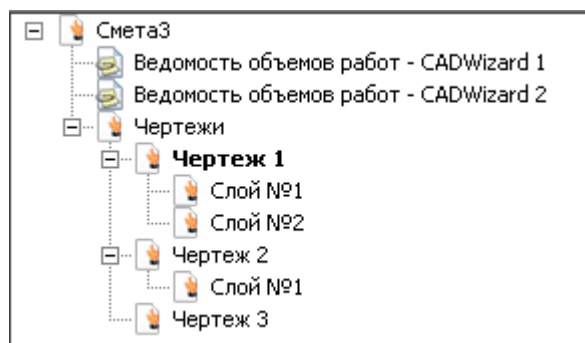 Смета3
Ведомость объемов работ - CADWizard 1
Ведомость объемов работ - CADWizard 2
Чертежи
Чертеж 1
Слой №1
Слой №2
Чертеж 2
Слой №1
Чертеж 3